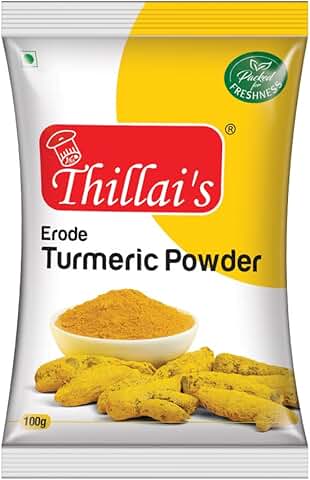 Packed
for
FRESHNESS
Thillai's ®
Erode
Turmeric Powder
100g